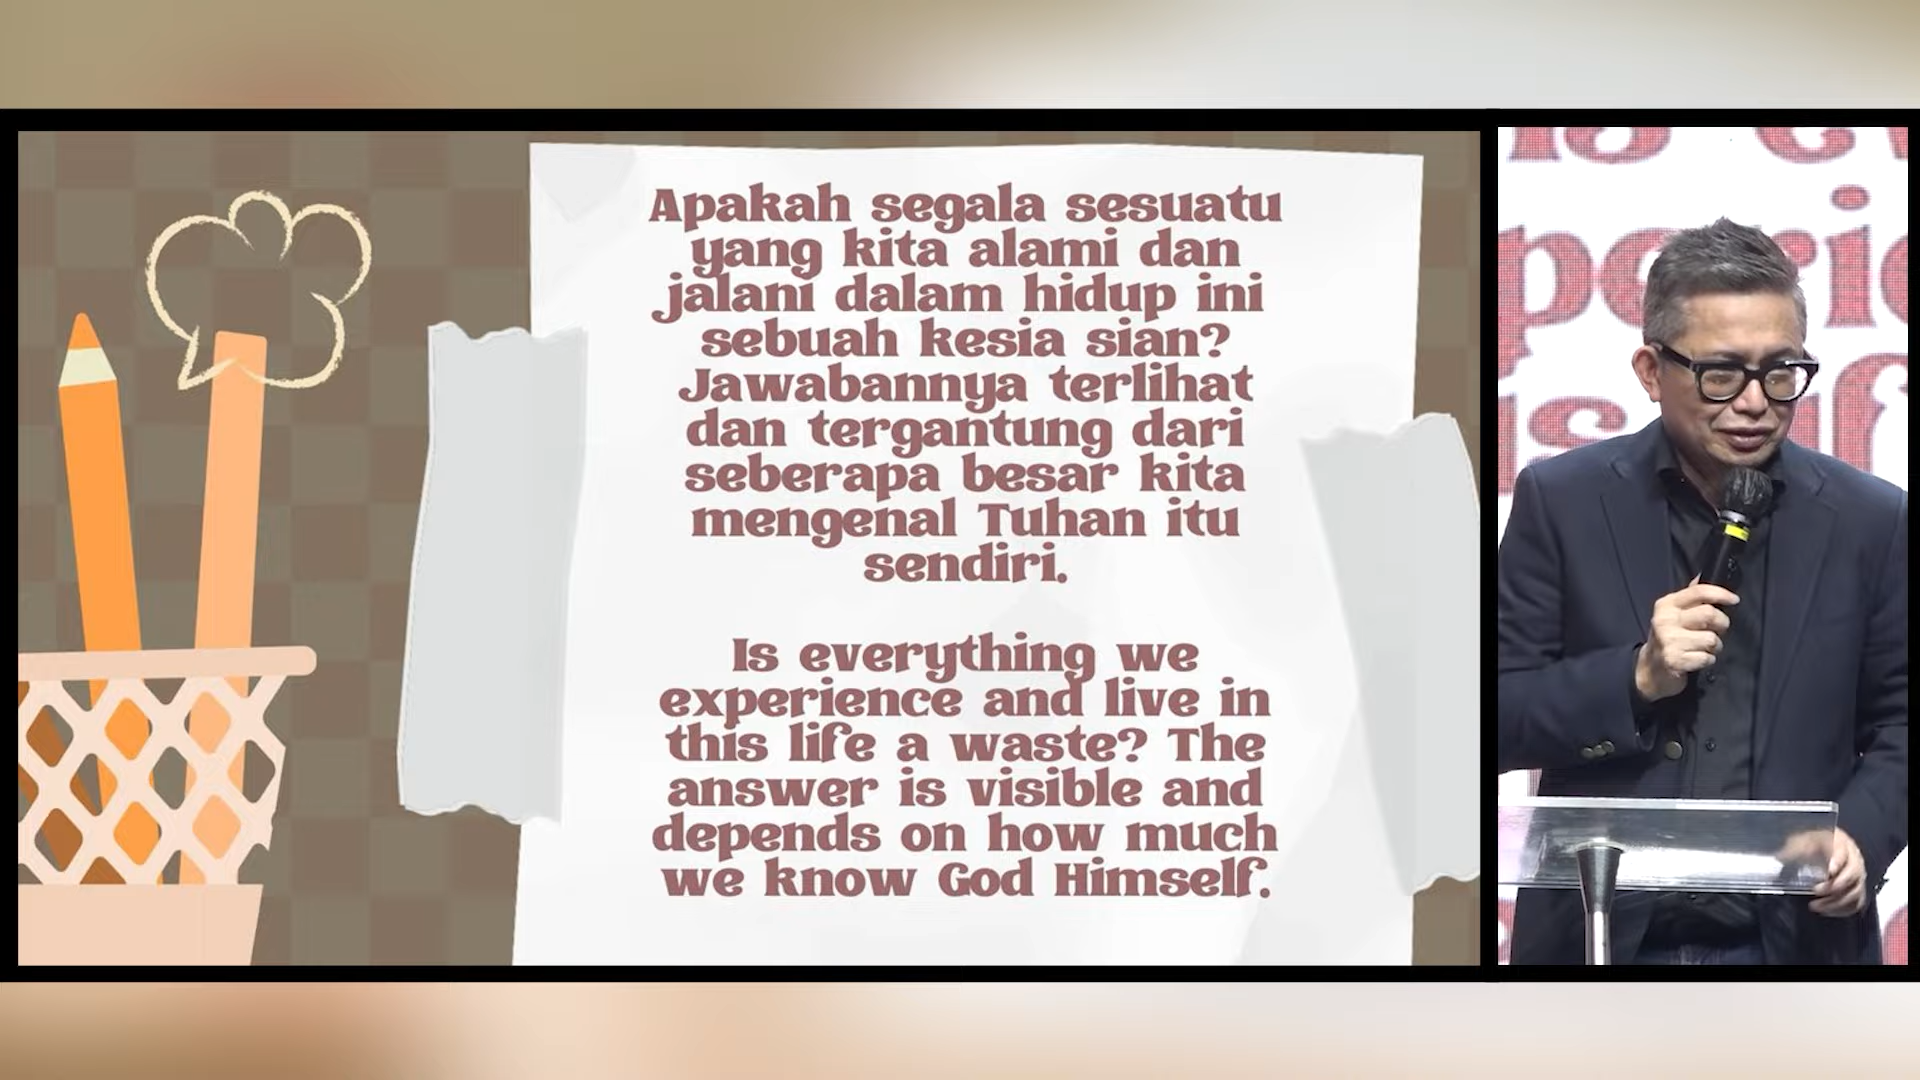 Apakah segala sesuatu
yang kita alami dan
jalani dalam hidup ini
sebuah kesia sian?
Jawabannya terlihat
dan tergantung dari
seberapa besar kita
mengenal Tuhan itu
sendiri.
Is everything we
experience and live in
this life a waste? The
answer is visible and
depends on how much
we know God Himself.